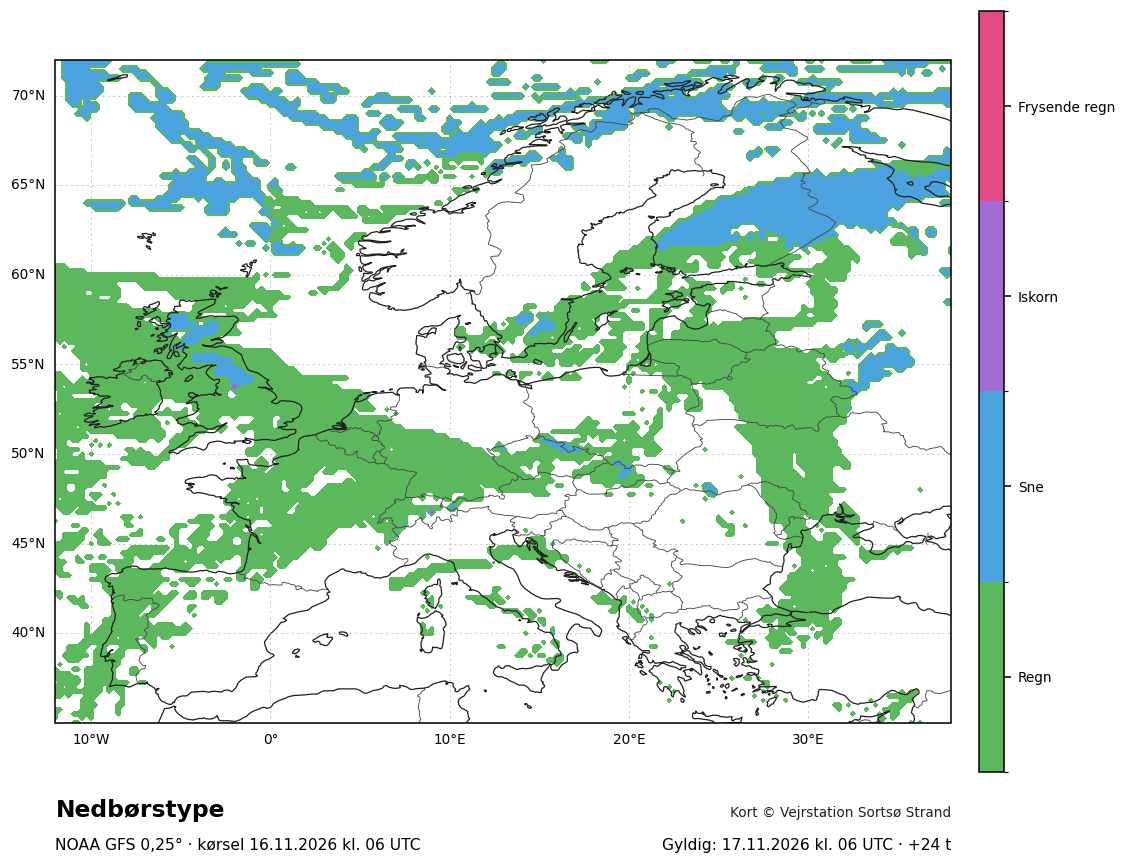 70°N
65°N
60°N
55°N
50°N
45°N
40°N
10°W
0°
10°E
20°E
30°E
Frysende regn
Iskorn
Sne
Regn
Nedbørstype
Kort © Vejrstation Sortsø Strand
NOAA GFS 0,25° · kørsel 16.11.2026 kl. 06 UTC
Gyldig: 17.11.2026 kl. 06 UTC · +24 t